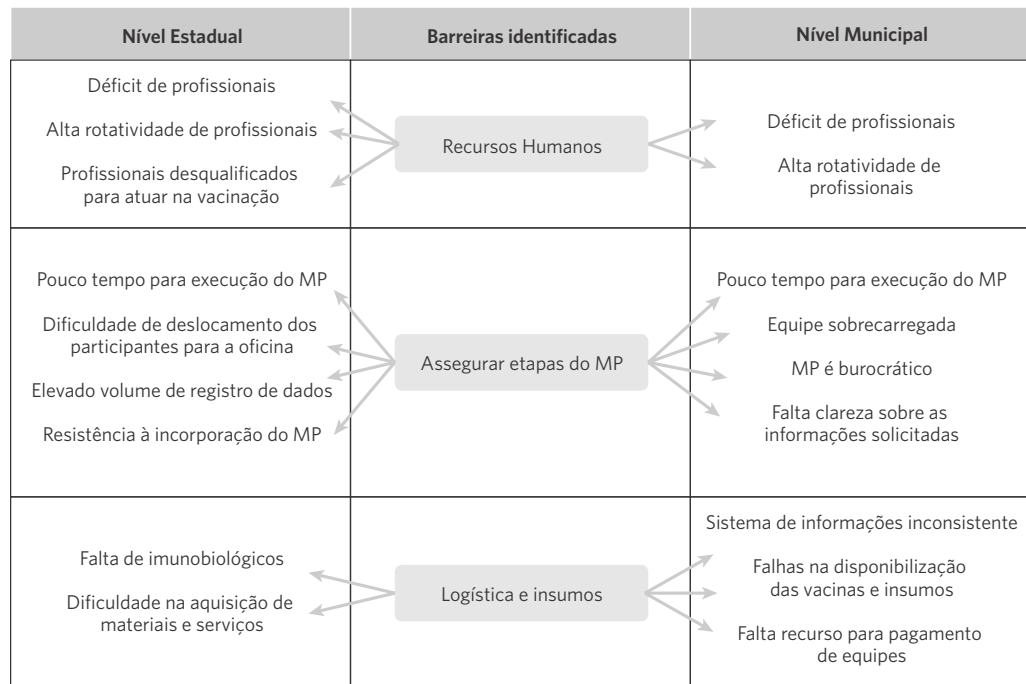 Nível Estadual
Barreiras identificadas
Nível Municipal
Déficit de profissionais
Alta rotatividade de profissionais
Profissionais desqualificados
para atuar na vacinação
Recursos Humanos
Déficit de profissionais
Alta rotatividade de
profissionais
Pouco tempo para execução do MP
Dificuldade de deslocamento dos
participantes para a oficina
Elevado volume de registro de dados
Resistência à incorporação do MP
Assegurar etapas do MP
Pouco tempo para execução do MP
Equipe sobrecarregada
MP é burocrático
Falta clareza sobre as
informações solicitadas
Falta de imunobiológicos
Dificuldade na aquisição de
materiais e serviços
Logística e insumos
Sistema de informações inconsistente
Falhas na disponibilização
das vacinas e insumos
Falta recurso para pagamento
de equipes